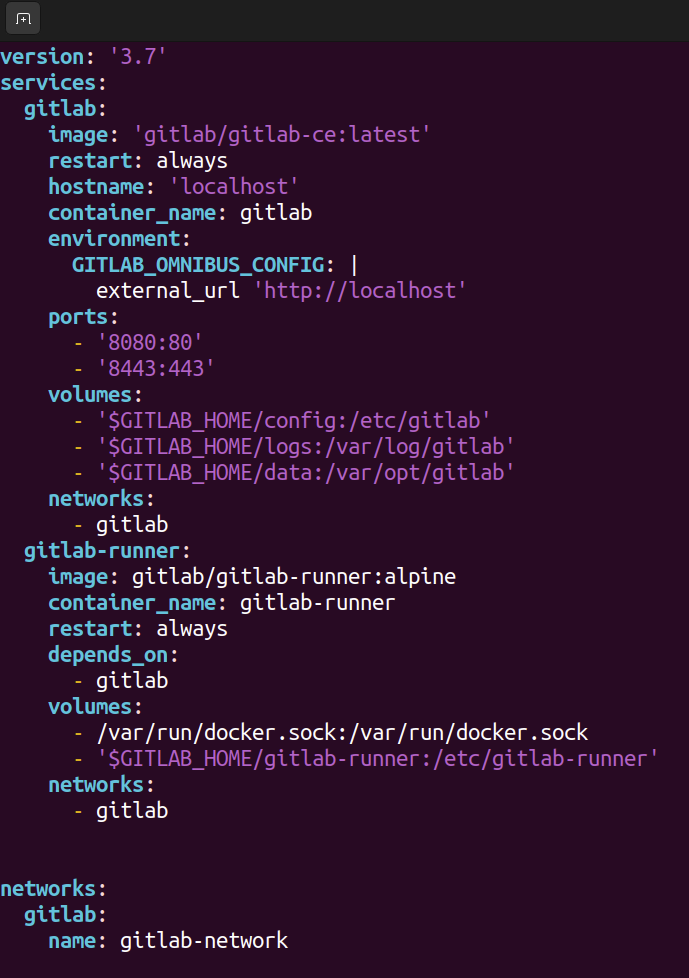 version: '3.7'
services:
  gitlab:
    image: 'gitlab/gitlab-ce:latest'
    restart: always
    hostname: 'localhost'
    container_name: gitlab
    environment:
      GITLAB_OMNIBUS_CONFIG: |
        external_url 'http://localhost'
    ports:
      - '8080:80'
      - '8443:443'
    volumes:
      - '$GITLAB_HOME/config:/etc/gitlab'
      - '$GITLAB_HOME/logs:/var/log/gitlab'
      - '$GITLAB_HOME/data:/var/opt/gitlab'
    networks:
      - gitlab
  gitlab-runner:
    image: gitlab/gitlab-runner:alpine
    container_name: gitlab-runner
    restart: always
    depends_on:
      - gitlab
    volumes:
      - /var/run/docker.sock:/var/run/docker.sock
      - '$GITLAB_HOME/gitlab-runner:/etc/gitlab-runner'
    networks:
      - gitlab
networks:
  gitlab:
    name: gitlab-network